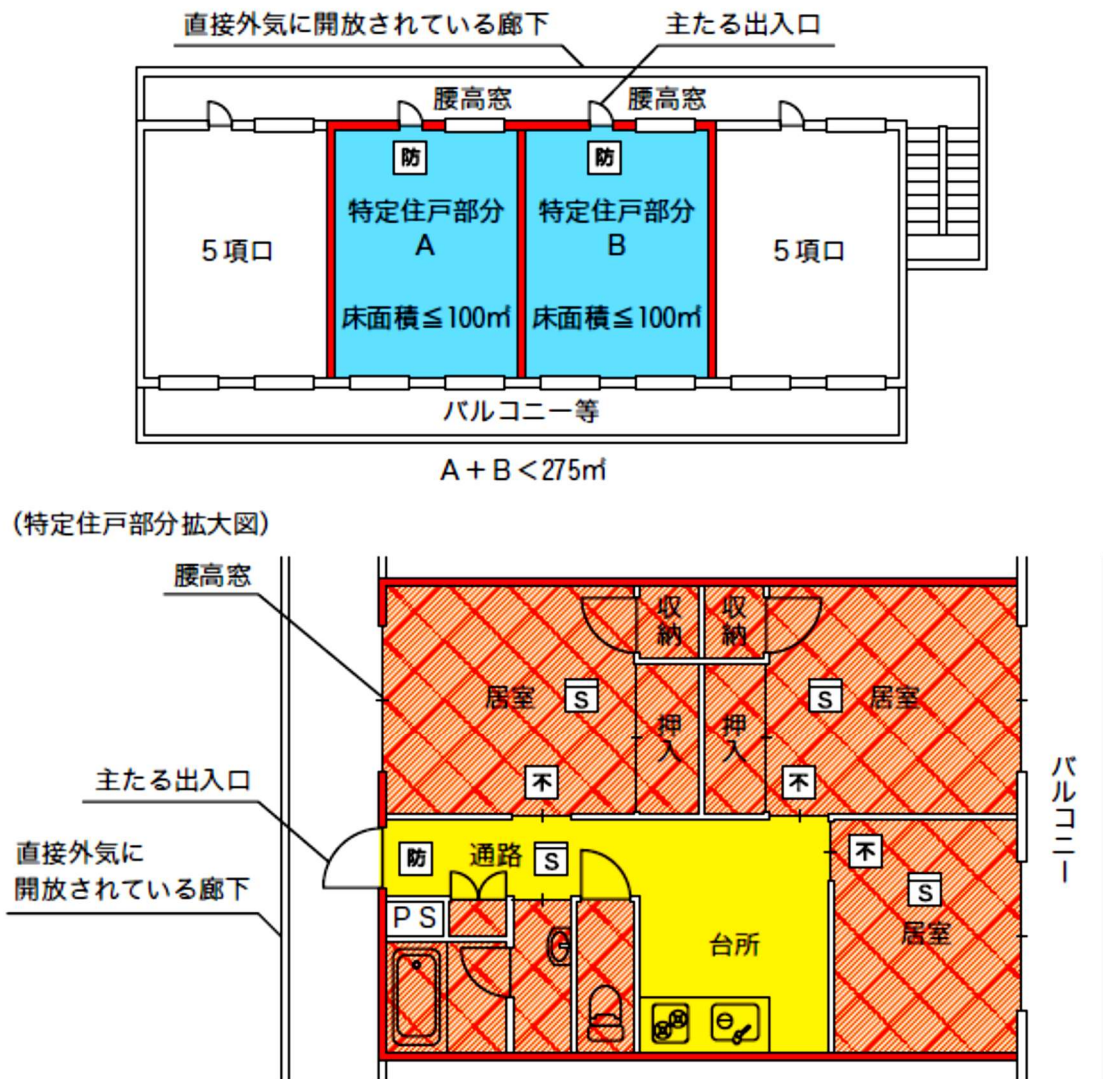 直接外気に開放されている廊下
主たる出入口
腰高窓
腰高窓
防
防
特定住戸部分
A
特定住戸部分
B
5項ロ
5項ロ
床面積≦100㎡
床面積≦100㎡
バルコニー等
A+B<275㎡
(特定住戸部分拡大図)
腰高窓
収納
収納
居室
S
押入
押入
S
居室
不
不
主たる出入口
バルコニー
防
通路
S
不
直接外気に
開放されている廊下
S
居室
PS
台所